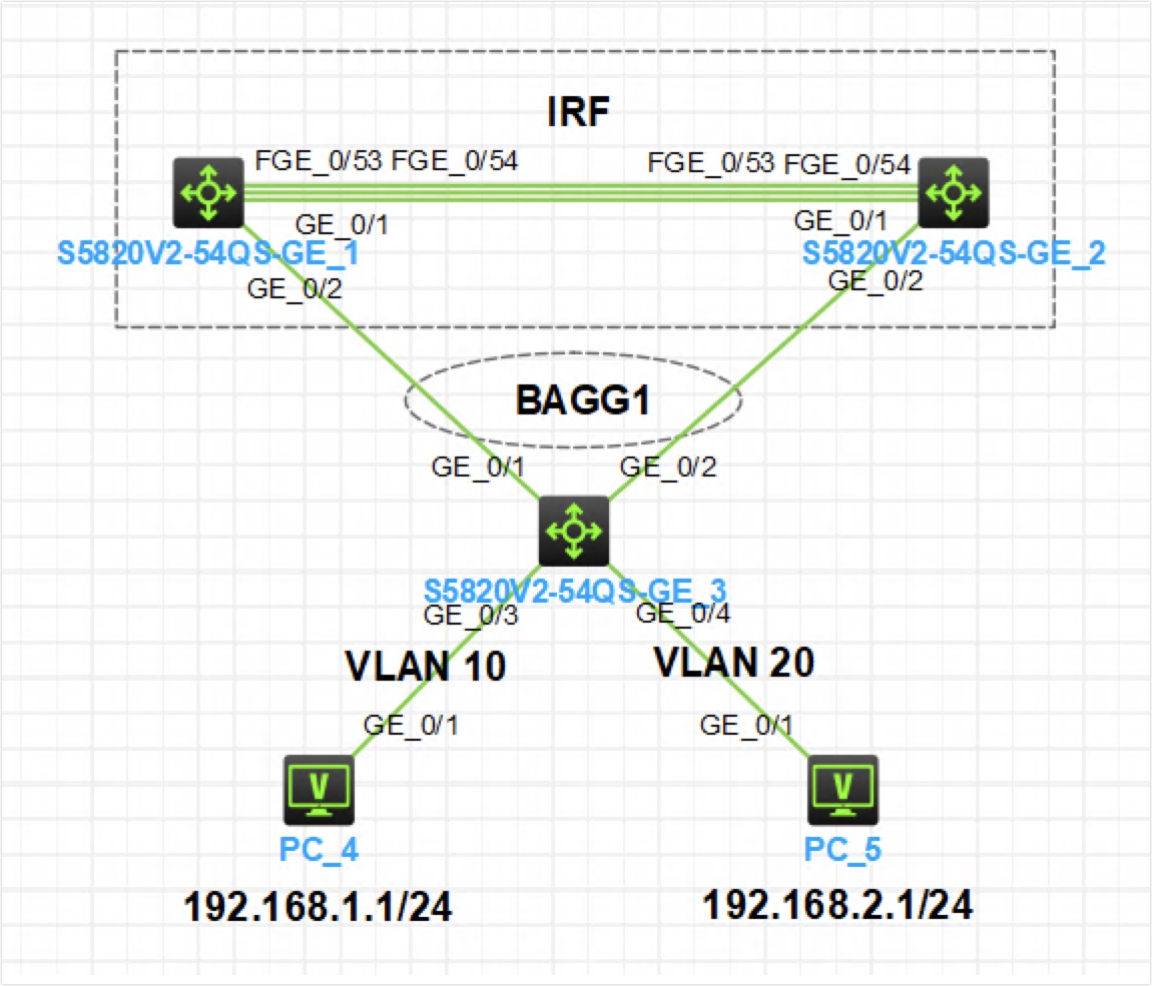 IRF
FGE_0/53 FGE_0/54
FGE_0/53 FGE_0/54
GE_0/1
GE_0/1
S5820V2-54QS-GE_1
S5820V2-54QS-GE_2
GE_0/2
GE_0/2
BAGG1
GE_0/1
GE_0/2
S5820V2-54QS-GE_3
GE_0/3
GE_0/4
VLAN 10
VLAN 20
GE_0/1
GE_0/1
V
V
PC_4
PC_5
192.168.1.1/24
192.168.2.1/24